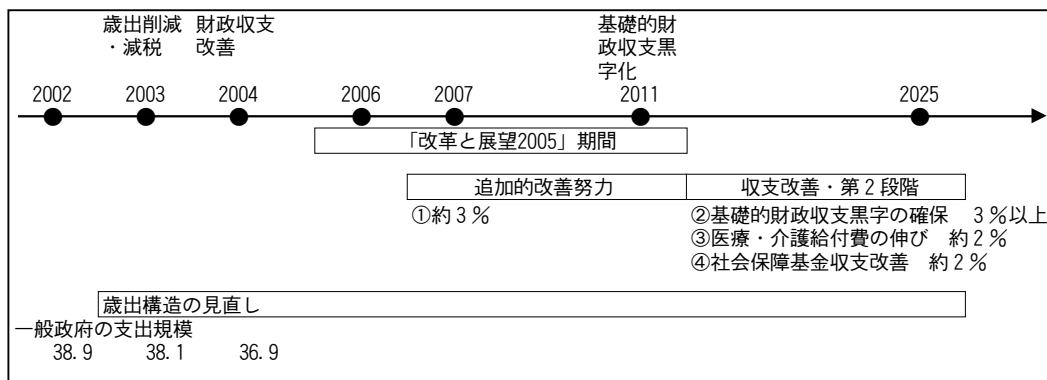 歳出削減 財政収支 基礎的財
・減税 改善 政収支黒
字化
2002 2003 2004 2006 2007 2011 2025
「改革と展望2005」期間
追加的改善努力 収支改善・第2段階
①約3% ②基礎的財政収支黒字の確保 3%以上
③医療・介護給付費の伸び 約2%
④社会保障基金収支改善 約2%
歳出構造の見直し
一般政府の支出規模
38.9 38.1 36.9